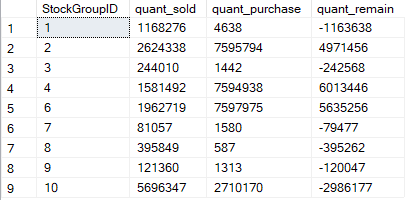 StockGroupID quant_sold quant_purchase quant_remain
1 1 1168276 4638 -1163638
2 2 2624338 7595794 4971456
3 3 244010 1442 -242568
4 4 1581492 7594938 6013446
5 6 1962719 7597975 5635256
6 7 81057 1580 -79477
7 8 395849 587 -395262
8 9 121360 1313 -120047
9 10 5696347 2710170 -2986177